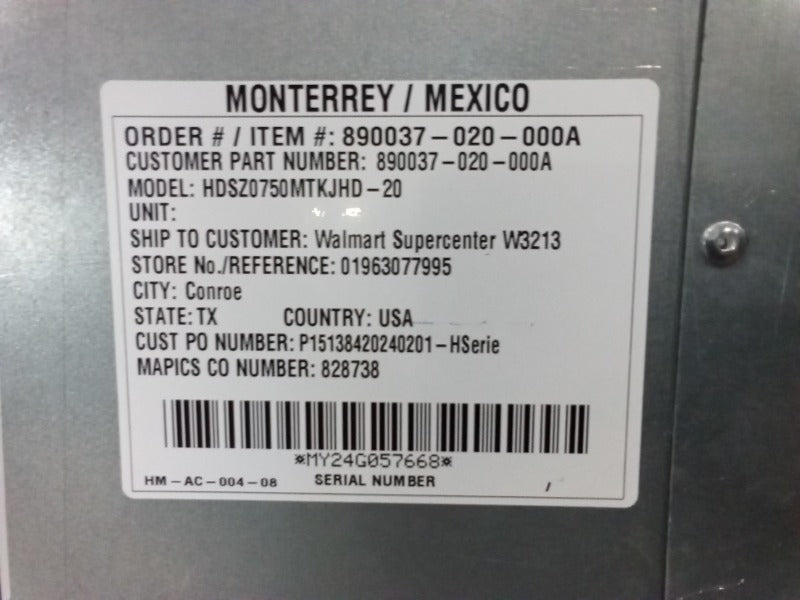 MONTERREY / MEXICO
ORDER # / ITEM #: 890037-020-000A
CUSTOMER PART NUMBER: 890037-020-000A
MODEL: HDSZ0750MTKJHD-20
UNIT:
SHIP TO CUSTOMER: Walmart Supercenter W3213
STORE No./REFERENCE: 01963077995
CITY: Conroe
STATE: TX COUNTRY: USA
CUST PO NUMBER: P15138420240201-HSerie
MAPICS CO NUMBER: 828738
*MY24G057668*
HM-AC-004-08 SERIAL NUMBER /